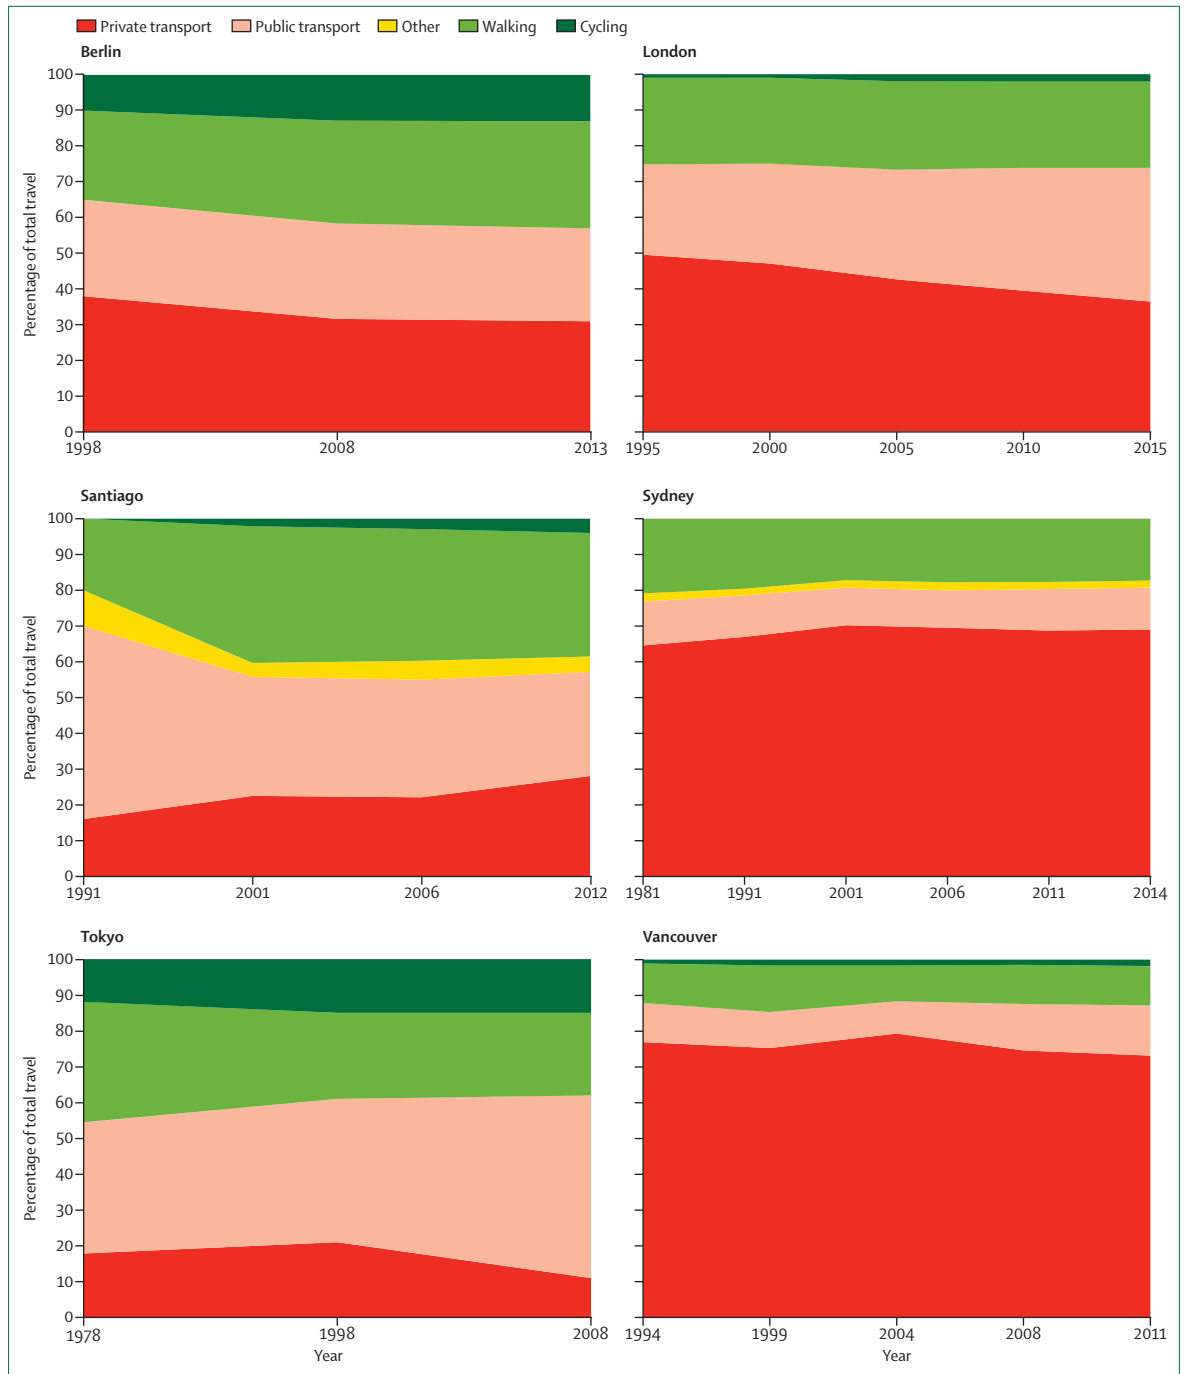 Private transport Public transport Other Walking Cycling
Berlin
Percentage of total travel
100
90
80
70
60
50
40
30
20
10
0
1998 2008 2013
London
1995 2000 2005 2010 2015
Santiago
Percentage of total travel
100
90
80
70
60
50
40
30
20
10
0
1991 2001 2006 2012
Sydney
1981 1991 2001 2006 2011 2014
Tokyo
Percentage of total travel
100
90
80
70
60
50
40
30
20
10
0
1978 1998 2008
Year
Vancouver
1994 1999 2004 2008 2011
Year